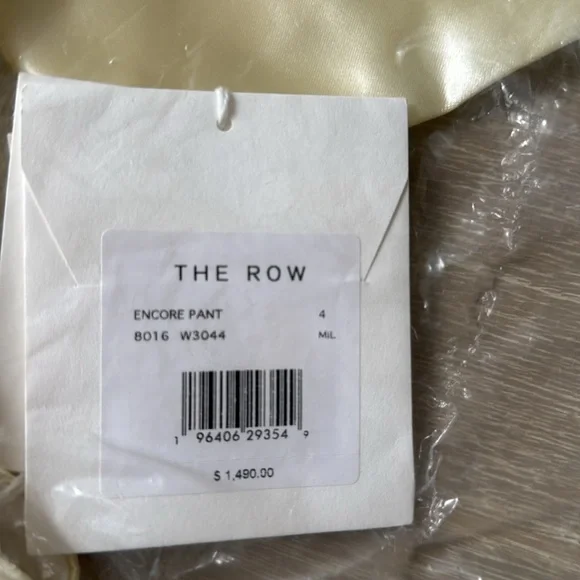 THE ROW
ENCORE PANT 4
8016 W3044 MIL
1 96406 29354 9
$ 1,490.00